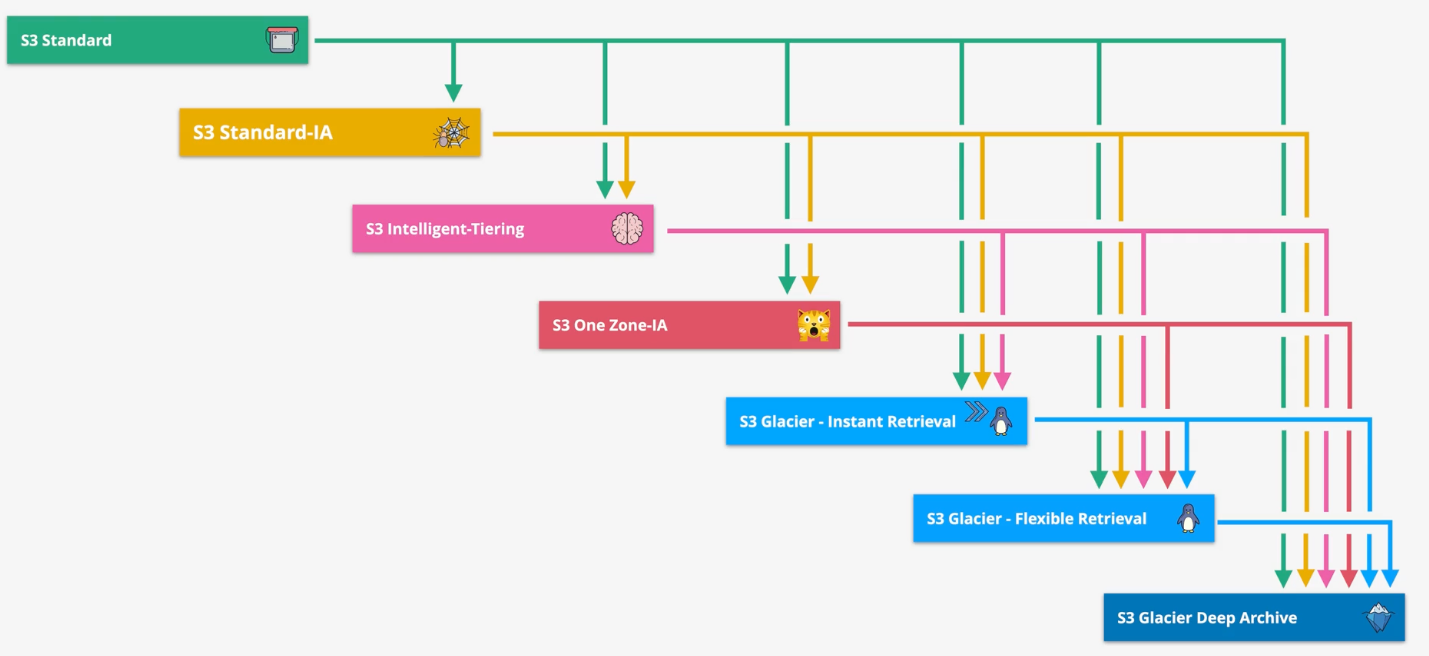 S3 Standard
S3 Standard-IA
S3 Intelligent-Tiering
S3 One Zone-IA
S3 Glacier - Instant Retrieval
S3 Glacier - Flexible Retrieval
S3 Glacier Deep Archive